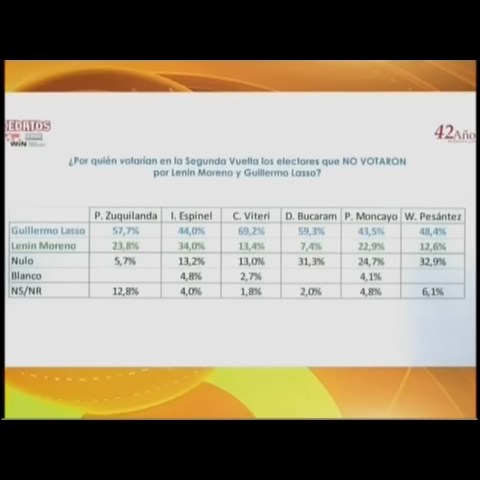 CEDATOS
WIN
42 Año
¿Por quién votarían en la Segunda Vuelta los electores que NO VOTARON
por Lenin Moreno y Guillermo Lasso?
P. Zuquilanda I. Espinel C. Viteri D. Bucaram P. Moncayo W. Pesántez
Guillermo Lasso 57,7% 44,0% 69,2% 59,3% 43,5% 48,4%
Lenin Moreno 23,8% 34,0% 13,4% 7,4% 22,9% 12,6%
Nulo 5,7% 13,2% 13,0% 31,3% 24,7% 32,9%
Blanco 4,8% 2,7% 4,1%
NS/NR 12,8% 4,0% 1,8% 2,0% 4,8% 6,1%